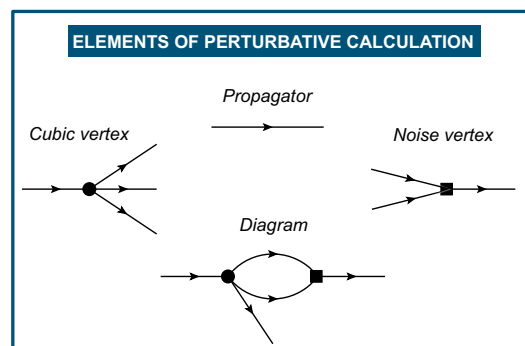 ELEMENTS OF PERTURBATIVE CALCULATION
Propagator
Cubic vertex
Noise vertex
Diagram